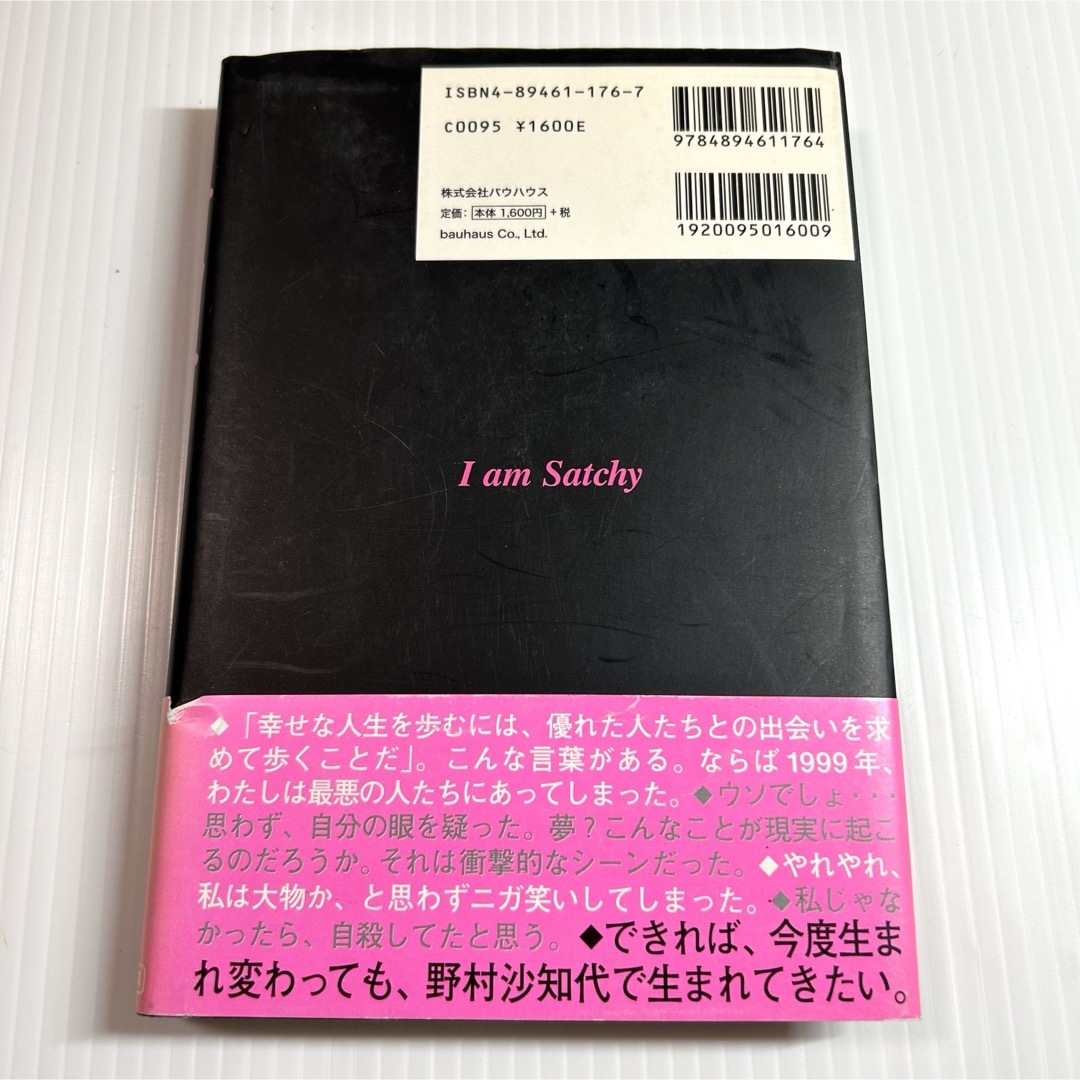 ISBN4-89461-176-7
C0095 ¥1600E
9784894611764
株式会社バウハウス
定価：本体 1,600円＋税
bauhaus Co., Ltd.
1920095016009
I am Satchy
◆「幸せな人生を歩むには、優れた人たちとの出会いを求
めて歩くことだ」。こんな言葉がある。ならば 1999 年、
わたしは最悪の人たちにあってしまった。◆ウソでしょ・・・
思わず、自分の眼を疑った。夢？こんなことが現実に起こ
るのだろうか。それは衝撃的なシーンだった。◆やれやれ、
私は大物か、と思わずニガ笑いしてしまった。◆私じゃな
かったら、自殺してたと思う。◆できれば、今度生ま
れ変わっても、野村沙知代で生まれてきたい。